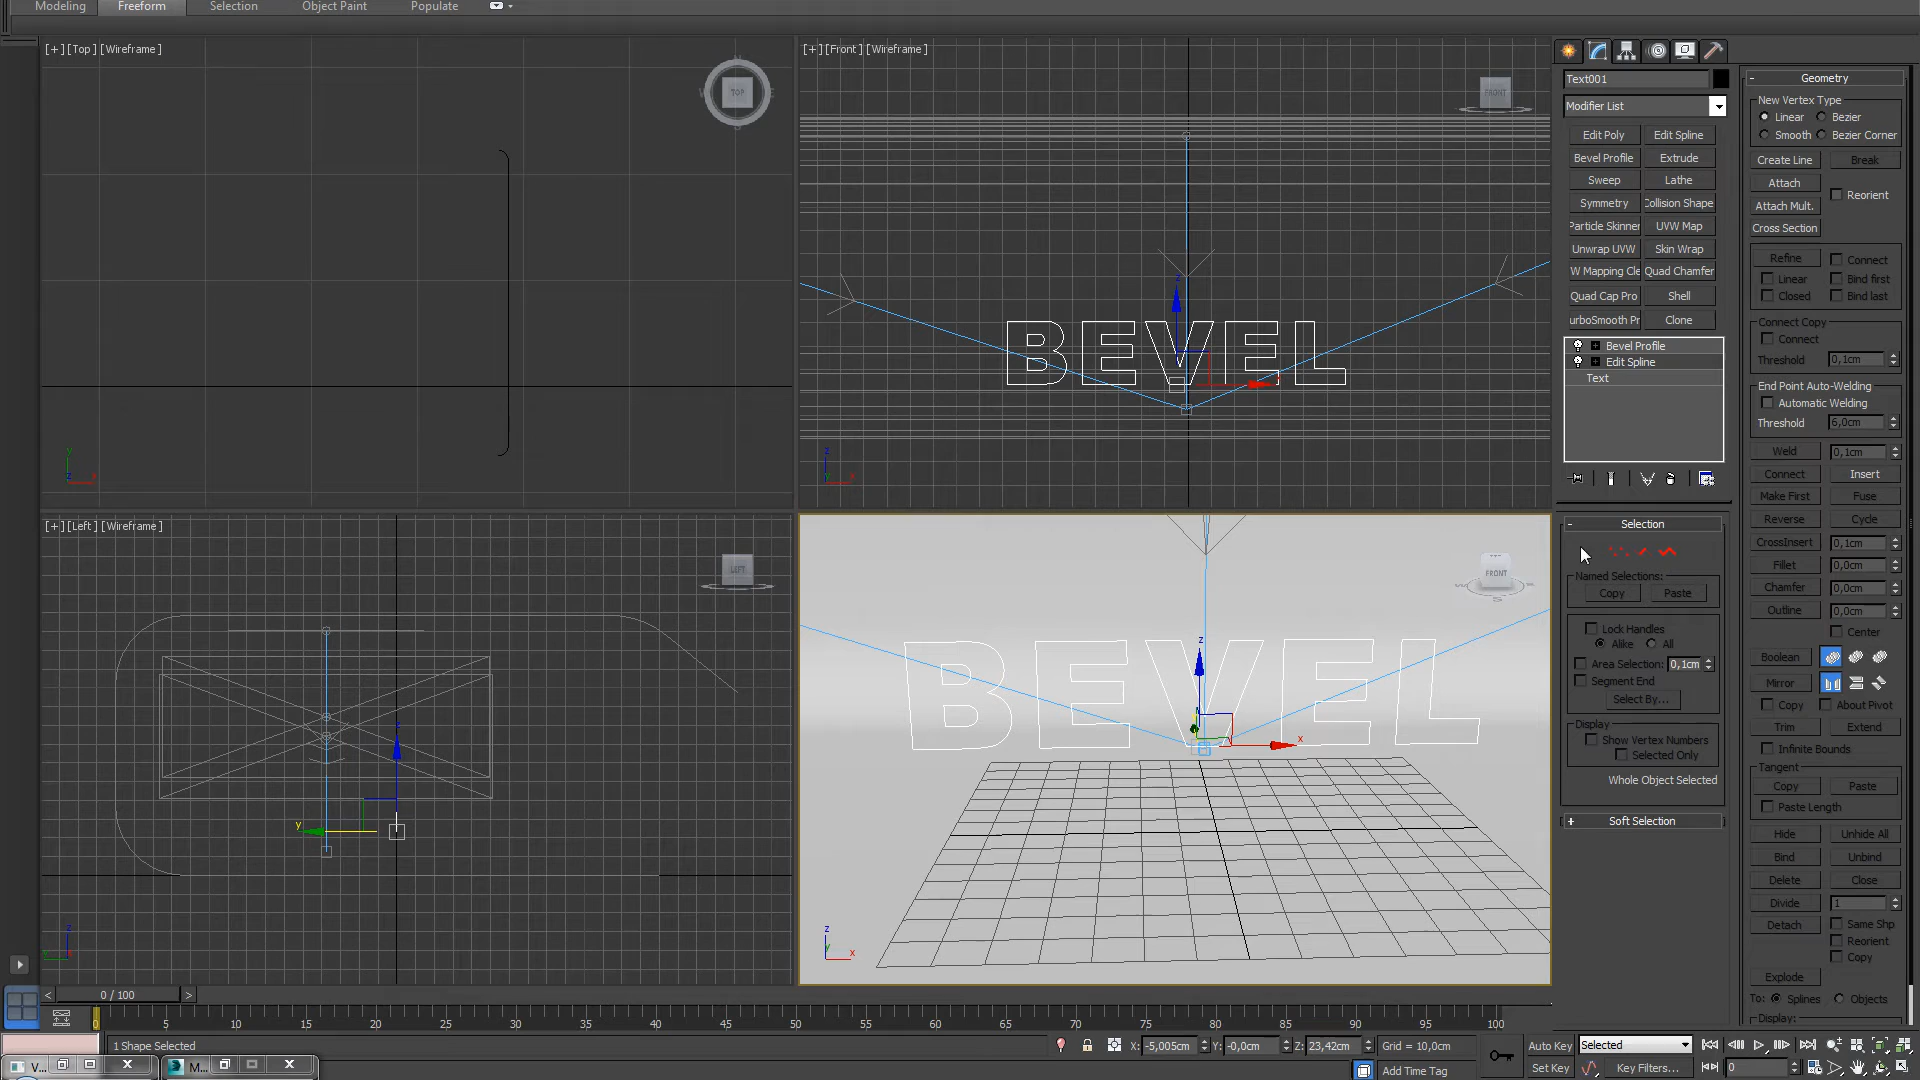 Modeling Freeform Selection Object Paint Populate
[+][Top][Wireframe]
TOP
[+][Front][Wireframe]
FRONT
BEVEL
[+][Left][Wireframe]
LEFT
FRONT
BEVEL
Text001
Modifier List
Edit Poly Edit Spline
Bevel Profile Extrude
Sweep Lathe
Symmetry Collision Shape
Particle Skinner UVW Map
Unwrap UVW Skin Wrap
W Mapping Cle Quad Chamfer
Quad Cap Pro Shell
urboSmooth Pr Clone
Bevel Profile
Edit Spline
Text
- Selection
Named Selections:
Copy Paste
Lock Handles
Alike All
Area Selection: 0,1cm
Segment End
Select By...
Display
Show Vertex Numbers
Selected Only
Whole Object Selected
+ Soft Selection
- Geometry
New Vertex Type
Linear Bezier
Smooth Bezier Corner
Create Line Break
Attach
Reorient
Attach Mult.
Cross Section
Refine Connect
Linear Bind first
Closed Bind last
Connect Copy
Connect
Threshold 0,1cm
End Point Auto-Welding
Automatic Welding
Threshold 6,0cm
Weld 0,1cm
Connect Insert
Make First Fuse
Reverse Cycle
CrossInsert 0,1cm
Fillet 0,0cm
Chamfer 0,0cm
Outline 0,0cm
Center
Boolean
Mirror
Copy About Pivot
Trim Extend
Infinite Bounds
Tangent
Copy Paste
Paste Length
Hide Unhide All
Bind Unbind
Delete Close
Divide 1
Detach Same Shp
Reorient
Copy
Explode
To: Splines Objects
Display:
< 0 / 100 >
0 5 10 15 20 25 30 35 40 45 50 55 60 65 70 75 80 85 90 95 100
1 Shape Selected X: -5,005cm Y: -0,0cm Z: 23,42cm Grid = 10,0cm Auto Key Selected
V... M... Add Time Tag Set Key Key Filters... 0